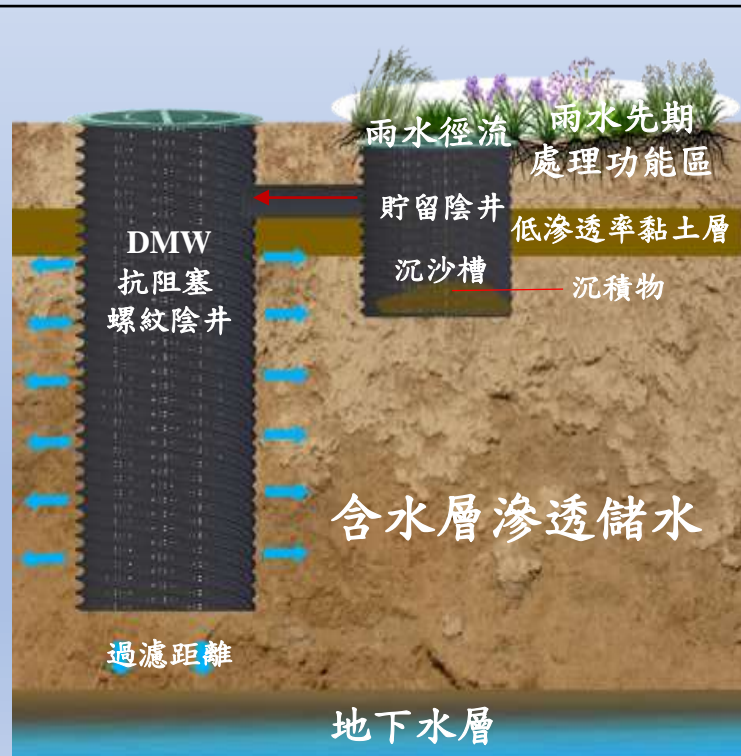 雨水徑流
雨水先期
處理功能區
貯留陰井
低滲透率黏土層
DMW
抗阻塞
螺紋陰井
沉沙槽
沉積物
含水層滲透儲水
過濾距離
地下水層